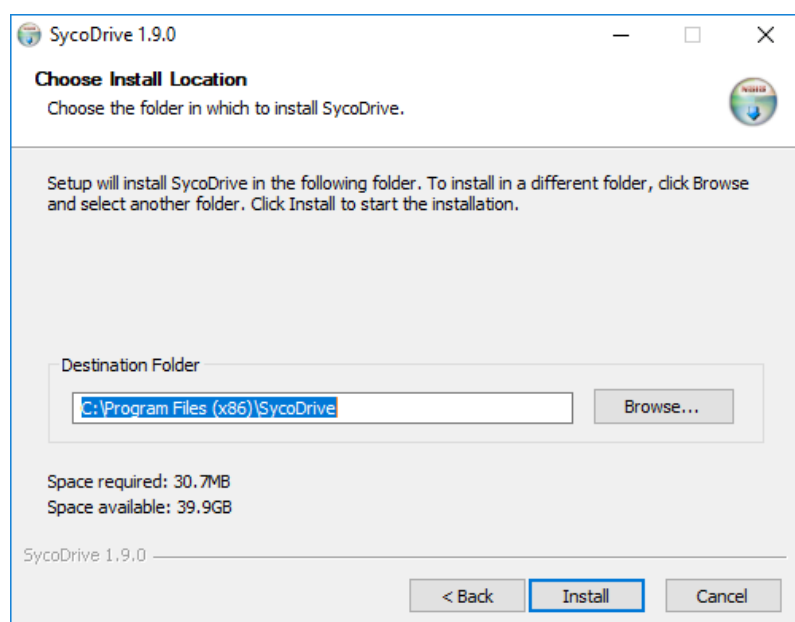 SycoDrive 1.9.0
Choose Install Location
Choose the folder in which to install SycoDrive.
Setup will install SycoDrive in the following folder. To install in a different folder, click Browse
and select another folder. Click Install to start the installation.
Destination Folder
C:\Program Files (x86)\SycoDrive
Browse...
Space required: 30.7MB
Space available: 39.9GB
SycoDrive 1.9.0
< Back
Install
Cancel